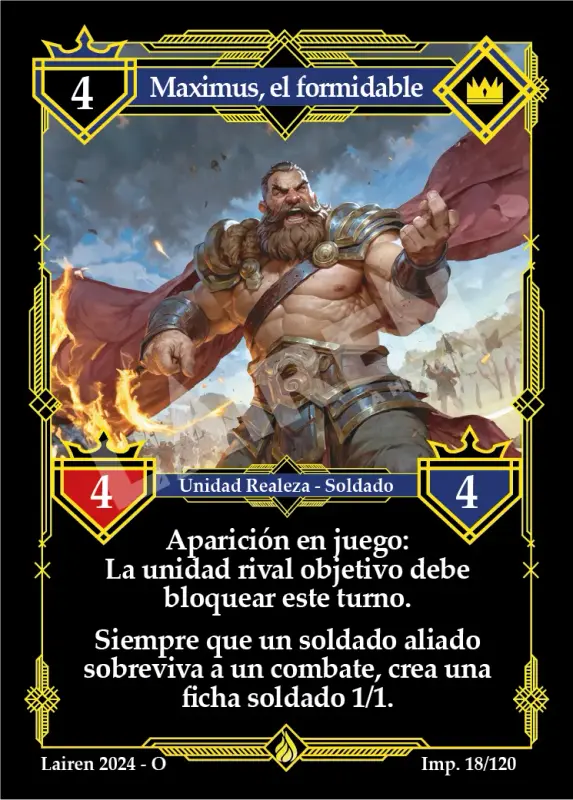 4
Maximus, el formidable
4
Unidad Realeza - Soldado
4
Aparición en juego:
La unidad rival objetivo debe
bloquear este turno.
Siempre que un soldado aliado
sobreviva a un combate, crea una
ficha soldado 1/1.
Lairen 2024 - O
Imp. 18/120